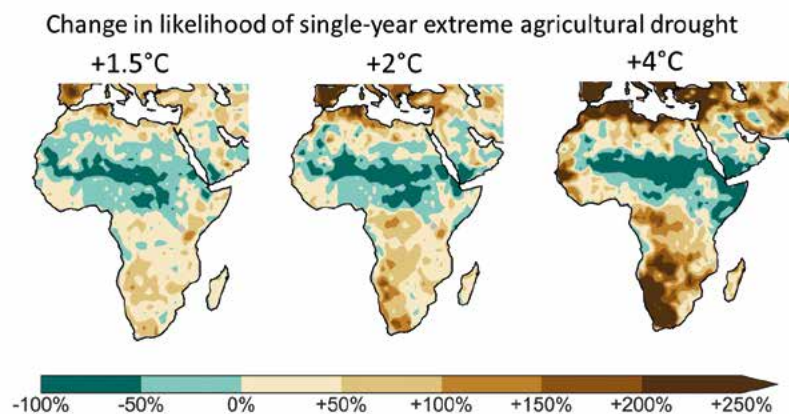 Change in likelihood of single-year extreme agricultural drought
+1.5°C +2°C +4°C
-100% -50% 0% +50% +100% +150% +200% +250%